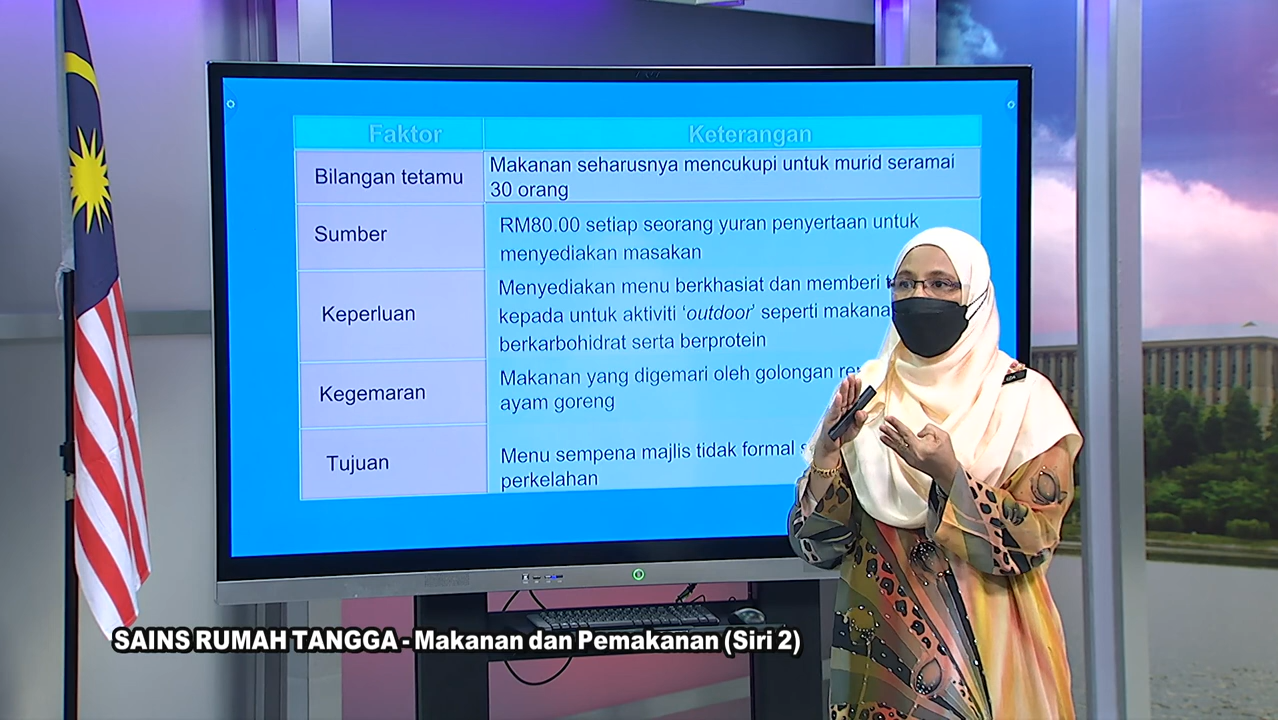 Faktor
Keterangan
Bilangan tetamu
Makanan seharusnya mencukupi untuk murid seramai
30 orang
Sumber
RM80.00 setiap seorang yuran penyertaan untuk
menyediakan masakan
Keperluan
Menyediakan menu berkhasiat dan memberi
kepada untuk aktiviti ‘outdoor’ seperti
berkarbohidrat serta berprotein
Kegemaran
Makanan yang digemari oleh golongan
ayam goreng
Tujuan
Menu sempena majlis tidak formal
perkelahan
SAINS RUMAH TANGGA - Makanan dan Pemakanan (Siri 2)